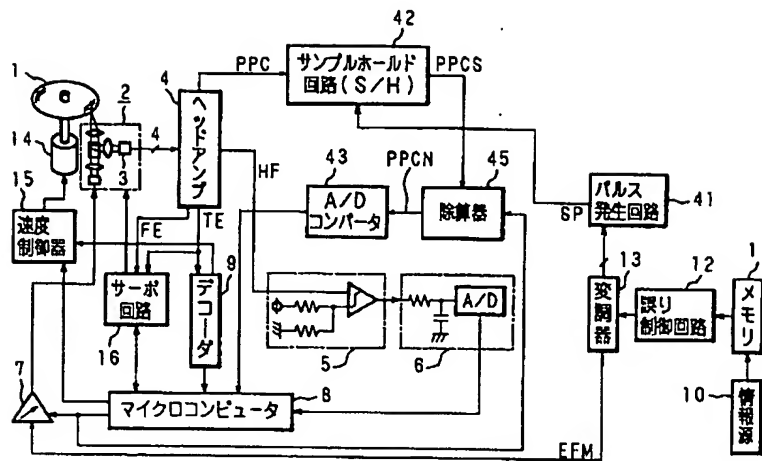 42
サンプルホールド
回路(S/H)
PPC
PPCS
1
2
4
ヘッドアンプ
14
3
4
HF
43
PPCN
45
15
A/D
コンバータ
除算器
SP
パルス
発生回路
41
速度
制御器
FE
TE
9
デコーダ
13
変調器
12
誤り
制御回路
1
メモリ
サーボ
回路
A/D
16
5
6
10
情報源
7
マイクロコンピュータ
8
EFM